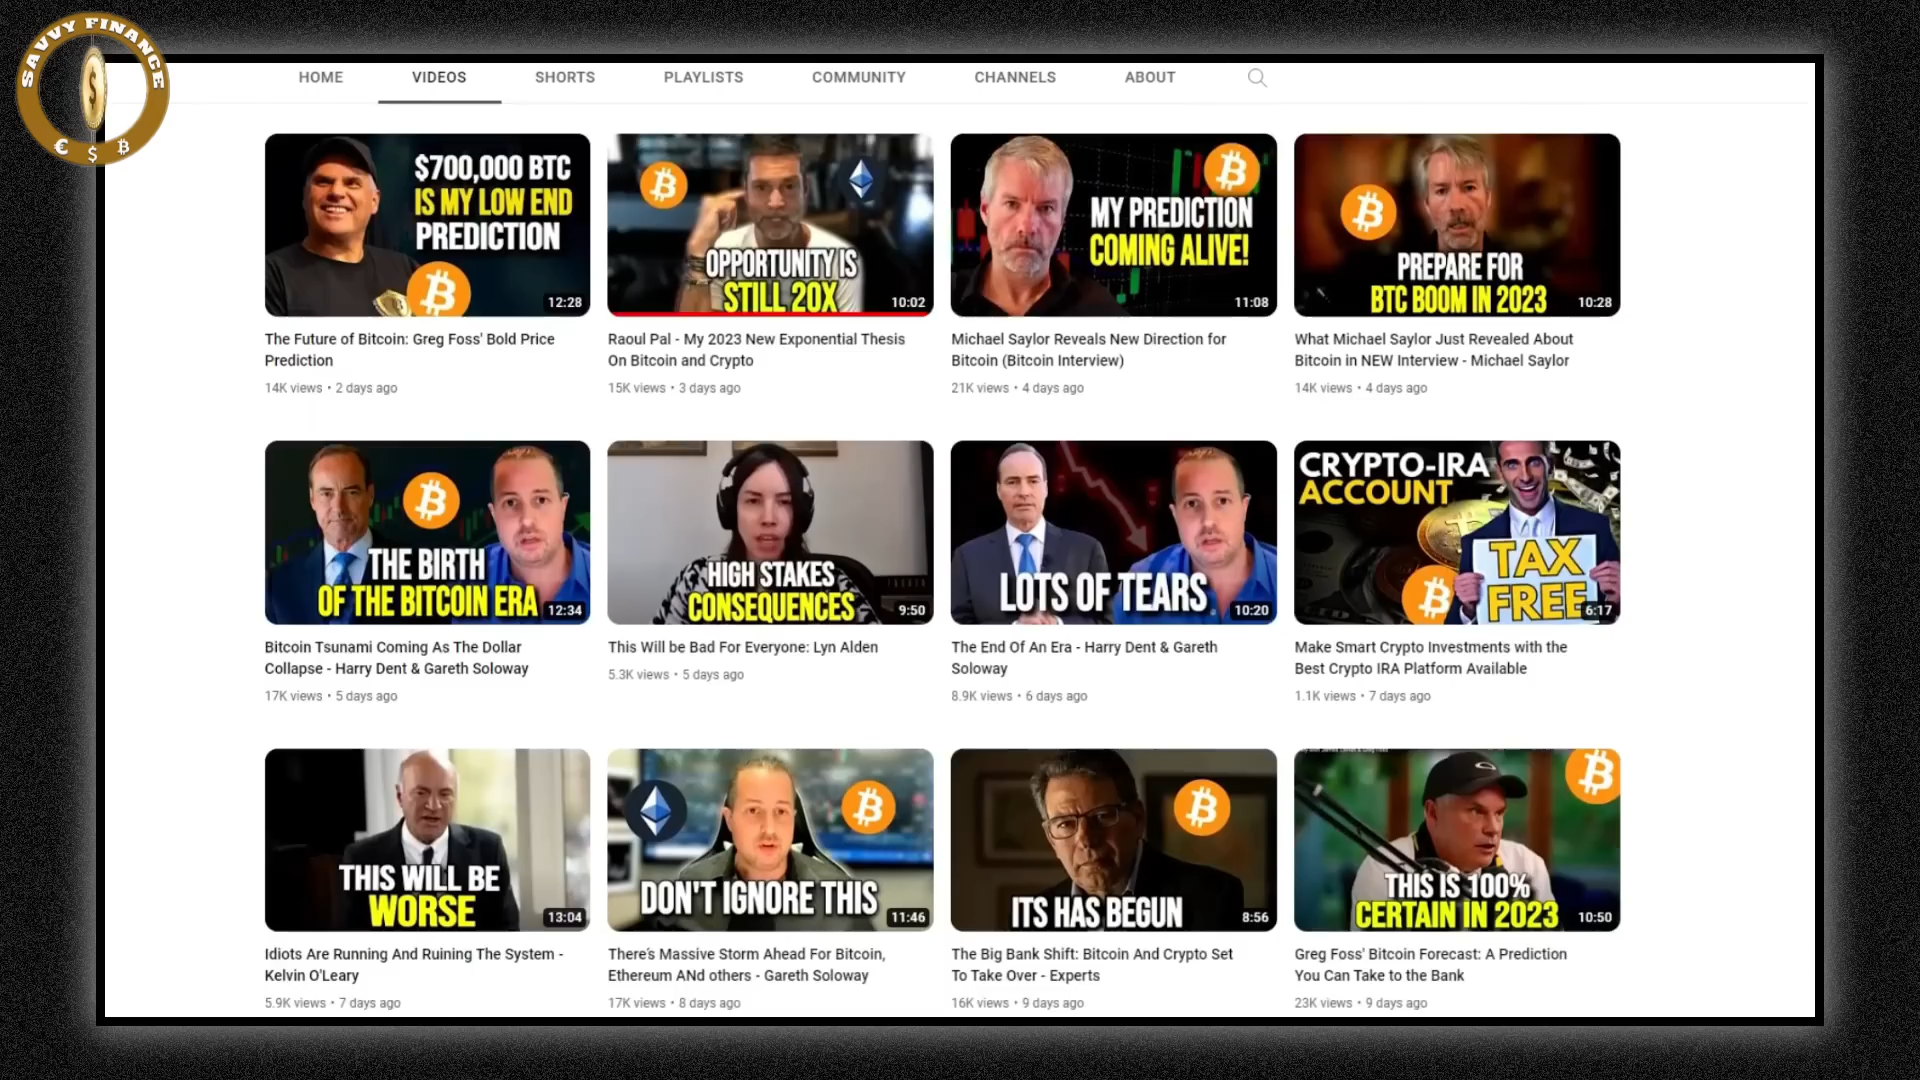 SAVVY FINANCE
€ $ ₿
HOME VIDEOS SHORTS PLAYLISTS COMMUNITY CHANNELS ABOUT
$700,000 BTC
IS MY LOW END
PREDICTION
12:28
OPPORTUNITY IS
STILL 20X
10:02
MY PREDICTION
COMING ALIVE!
11:08
PREPARE FOR
BTC BOOM IN 2023
10:28
The Future of Bitcoin: Greg Foss' Bold Price
Prediction
14K views • 2 days ago
Raoul Pal - My 2023 New Exponential Thesis
On Bitcoin and Crypto
15K views • 3 days ago
Michael Saylor Reveals New Direction for
Bitcoin (Bitcoin Interview)
21K views • 4 days ago
What Michael Saylor Just Revealed About
Bitcoin in NEW Interview - Michael Saylor
14K views • 4 days ago
THE BIRTH
OF THE BITCOIN ERA
12:34
HIGH STAKES
CONSEQUENCES
9:50
LOTS OF TEARS
10:20
CRYPTO-IRA
ACCOUNT
TAX
FREE
6:17
Bitcoin Tsunami Coming As The Dollar
Collapse - Harry Dent & Gareth Soloway
17K views • 5 days ago
This Will be Bad For Everyone: Lyn Alden
5.3K views • 5 days ago
The End Of An Era - Harry Dent & Gareth
Soloway
8.9K views • 6 days ago
Make Smart Crypto Investments with the
Best Crypto IRA Platform Available
1.1K views • 7 days ago
THIS WILL BE
WORSE
13:04
DON'T IGNORE THIS
11:46
ITS HAS BEGUN
8:56
THIS IS 100%
CERTAIN IN 2023
10:50
Idiots Are Running And Ruining The System -
Kelvin O'Leary
5.9K views • 7 days ago
There's Massive Storm Ahead For Bitcoin,
Ethereum ANd others - Gareth Soloway
17K views • 8 days ago
The Big Bank Shift: Bitcoin And Crypto Set
To Take Over - Experts
16K views • 9 days ago
Greg Foss' Bitcoin Forecast: A Prediction
You Can Take to the Bank
23K views • 9 days ago